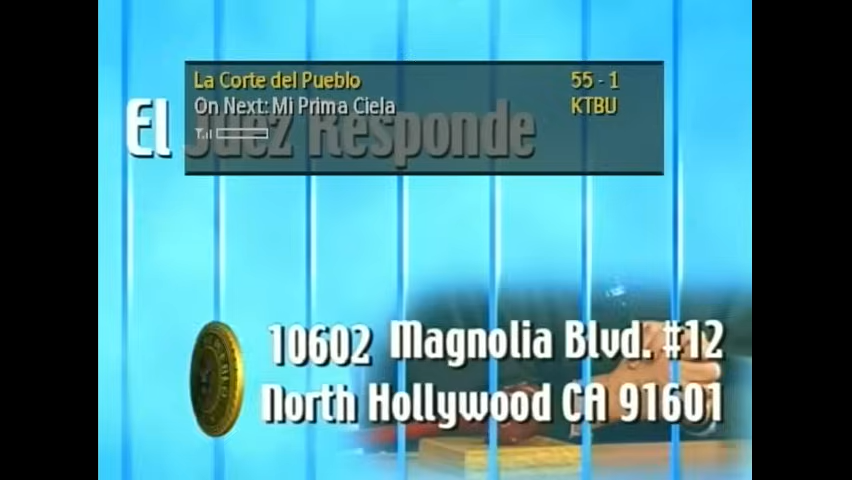 La Corte del Pueblo 55 - 1
On Next: Mi Prima Ciela KTBU
El Juez Responde
10602 Magnolia Blvd. #12
North Hollywood CA 91601